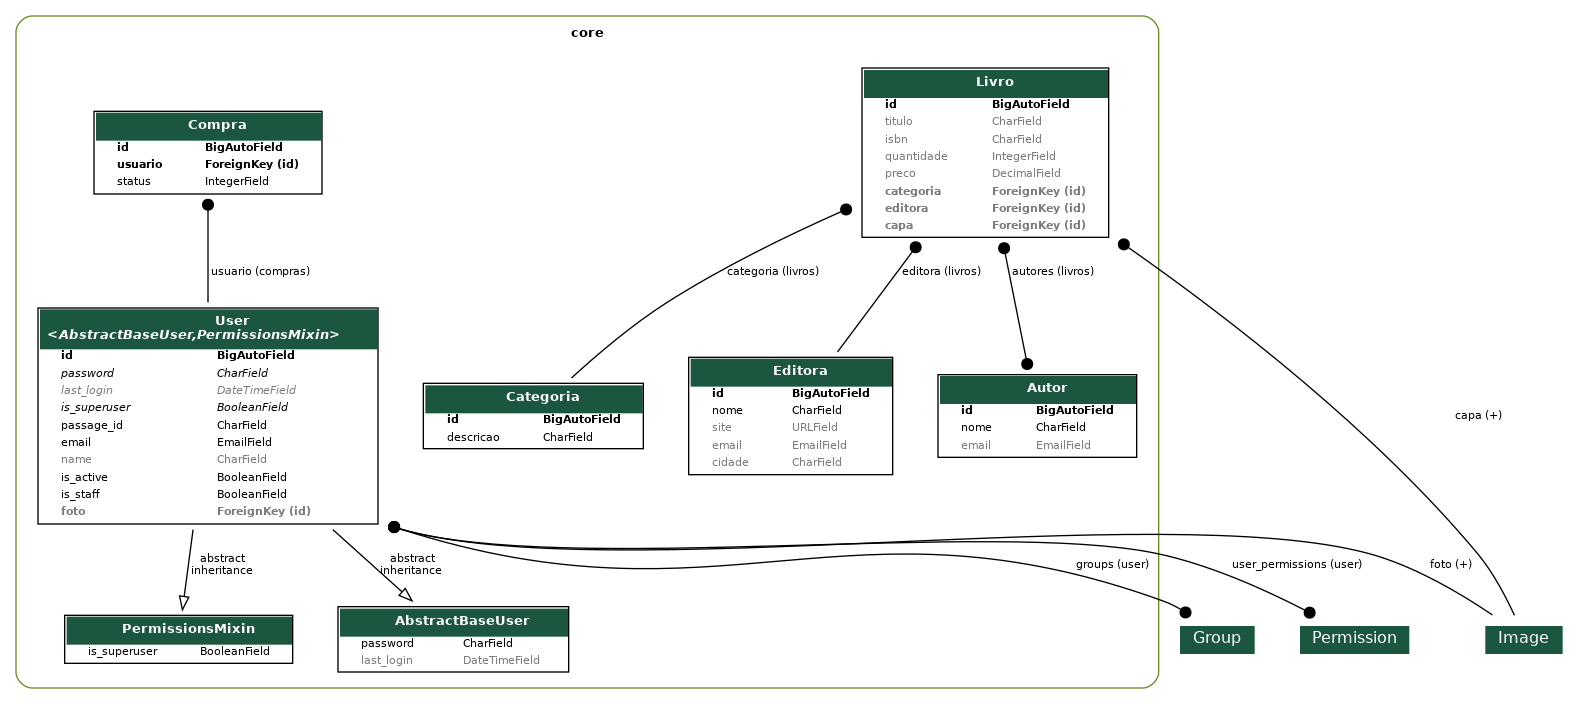 core
Compra
id BigAutoField
usuario ForeignKey (id)
status IntegerField
Livro
id BigAutoField
titulo CharField
isbn CharField
quantidade IntegerField
preco DecimalField
categoria ForeignKey (id)
editora ForeignKey (id)
capa ForeignKey (id)
usuario (compras)
categoria (livros)
editora (livros)
autores (livros)
capa (+)
User
<AbstractBaseUser,PermissionsMixin>
id BigAutoField
password CharField
last_login DateTimeField
is_superuser BooleanField
passage_id CharField
email EmailField
name CharField
is_active BooleanField
is_staff BooleanField
foto ForeignKey (id)
Categoria
id BigAutoField
descricao CharField
Editora
id BigAutoField
nome CharField
site URLField
email EmailField
cidade CharField
Autor
id BigAutoField
nome CharField
email EmailField
abstract
inheritance
abstract
inheritance
groups (user)
user_permissions (user)
foto (+)
PermissionsMixin
is_superuser BooleanField
AbstractBaseUser
password CharField
last_login DateTimeField
Group
Permission
Image